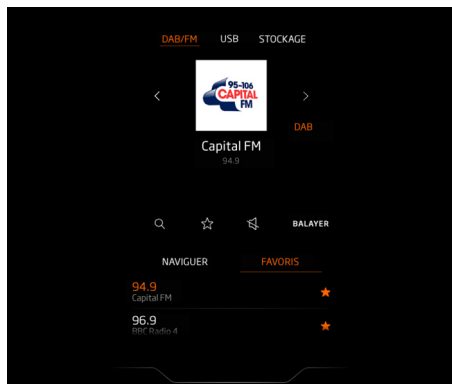 DAB/FM USB STOCKAGE
95-106
CAPITAL
FM
DAB
Capital FM
94.9
BALAYER
NAVIGUER FAVORIS
94.9
Capital FM
96.9
BBC Radio 4